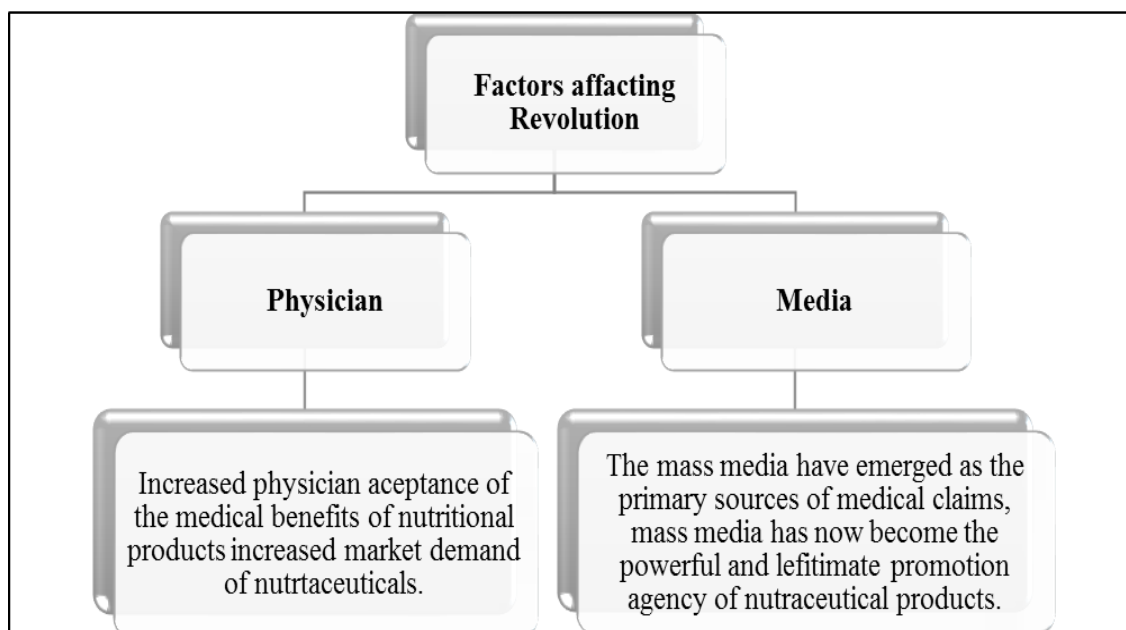 Factors affacting
Revolution
Physician
Media
Increased physician aceptance of
the medical benefits of nutritional
products increased market demand
of nutrtaceuticals.
The mass media have emerged as the
primary sources of medical claims,
mass media has now become the
powerful and lefitimate promotion
agency of nutraceutical products.